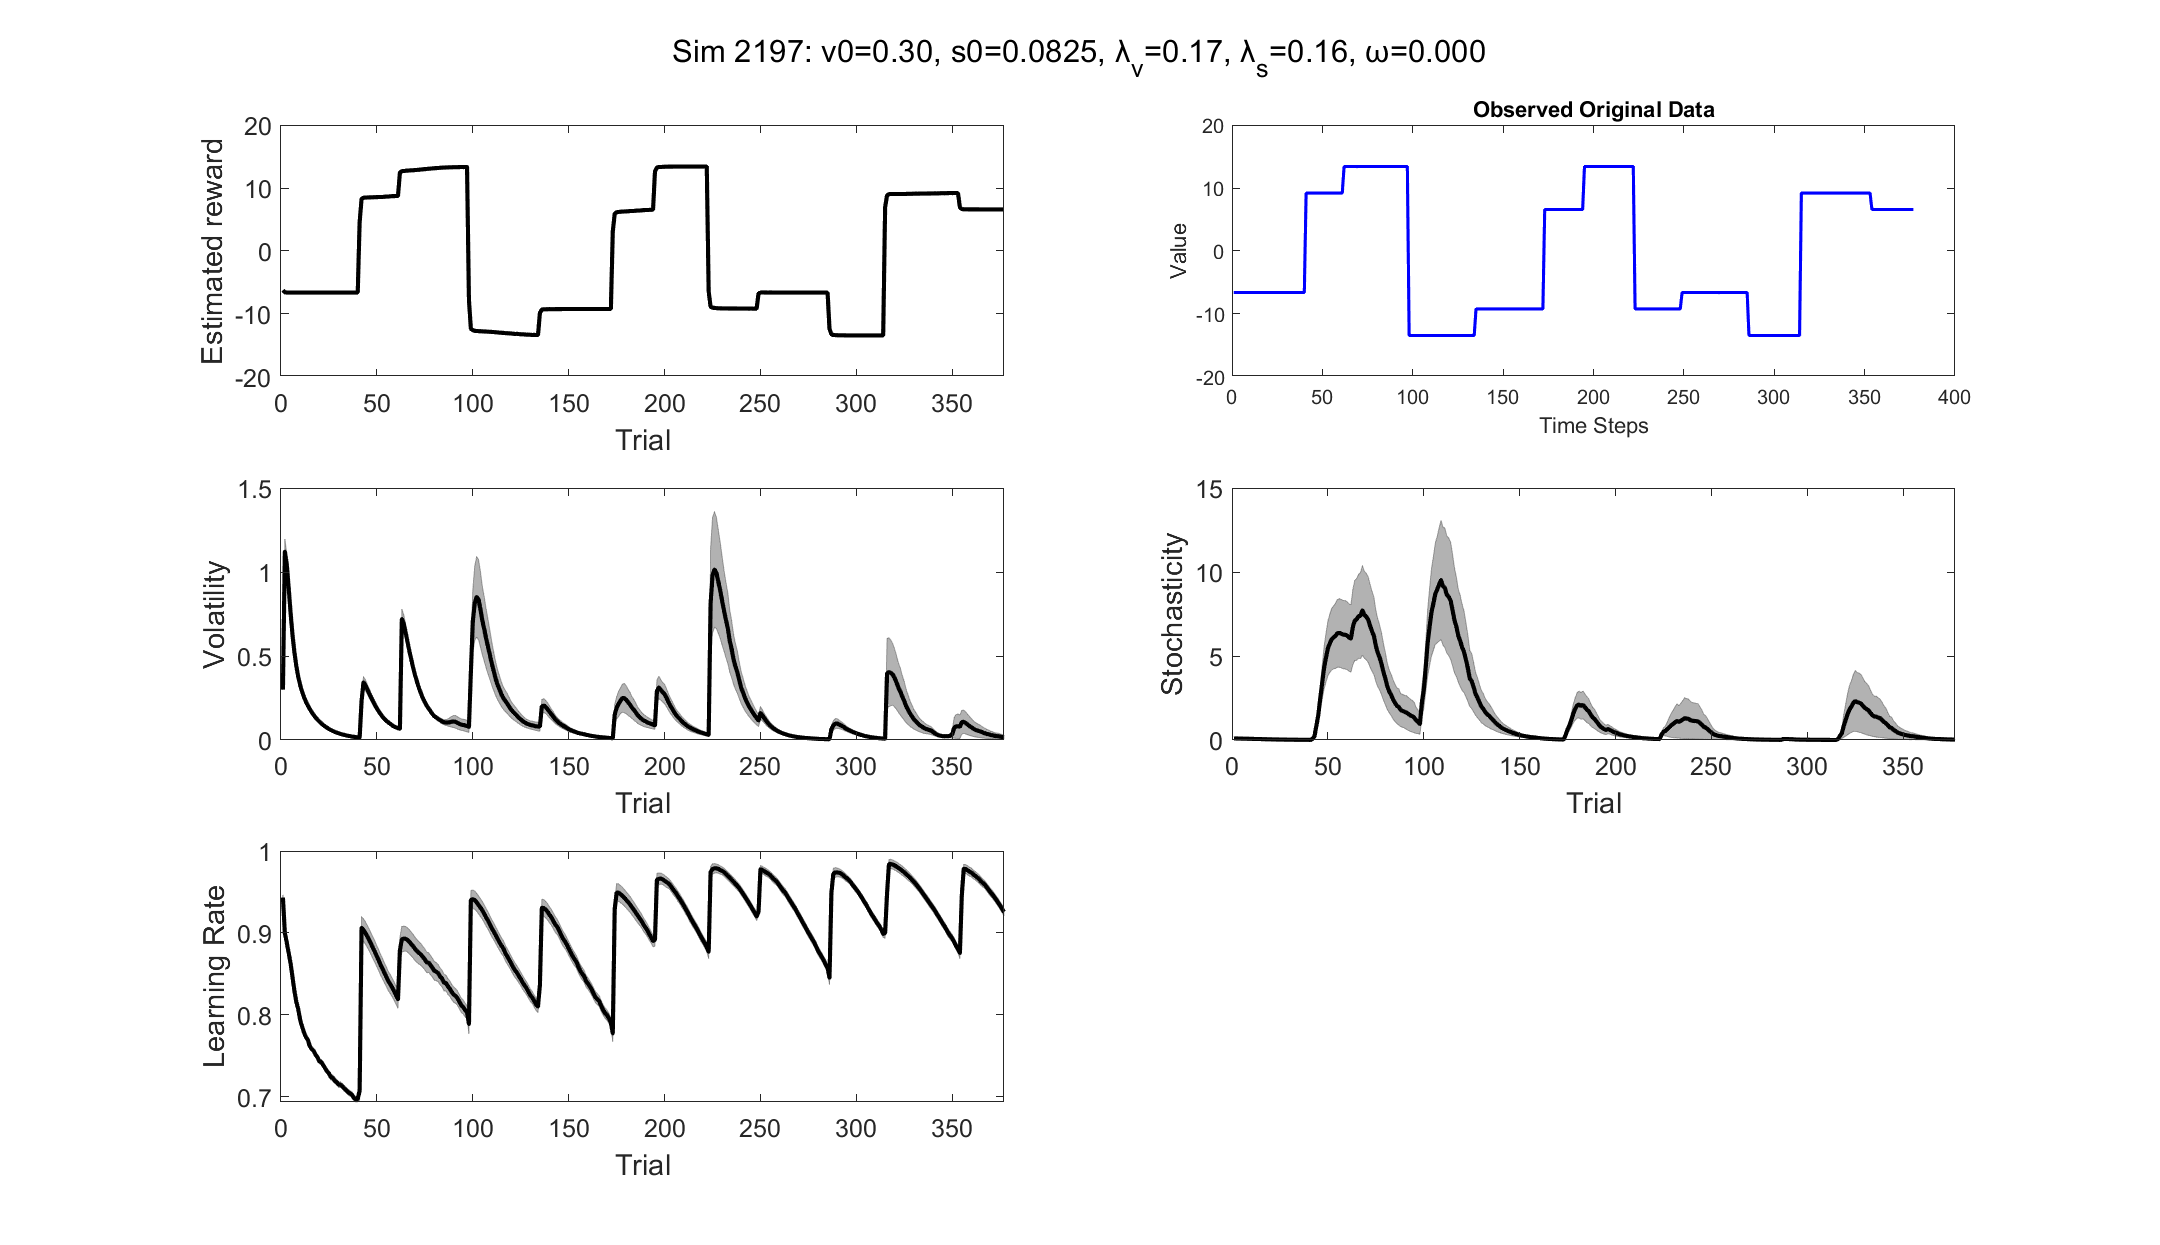 Sim 2197: v0=0.30, s0=0.0825, λ_v=0.17, λ_s=0.16, ω=0.000
Estimated reward
20
10
0
-10
-20
0 50 100 150 200 250 300 350
Trial
Observed Original Data
Value
20
10
0
-10
-20
0 50 100 150 200 250 300 350 400
Time Steps
Volatility
1.5
1
0.5
0
0 50 100 150 200 250 300 350
Trial
Stochasticity
15
10
5
0
0 50 100 150 200 250 300 350
Trial
Learning Rate
1
0.9
0.8
0.7
0 50 100 150 200 250 300 350
Trial